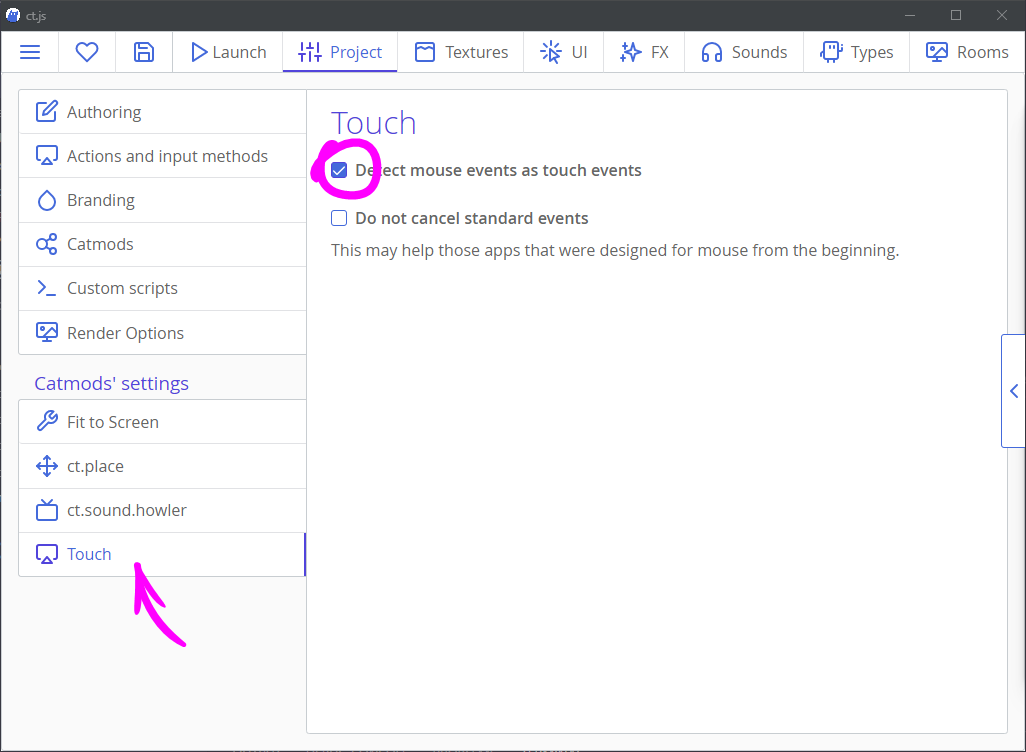 ct.js
Launch Project Textures UI FX Sounds Types Rooms
Authoring
Actions and input methods
Branding
Catmods
Custom scripts
Render Options
Catmods' settings
Fit to Screen
ct.place
ct.sound.howler
Touch
Touch
Detect mouse events as touch events
Do not cancel standard events
This may help those apps that were designed for mouse from the beginning.